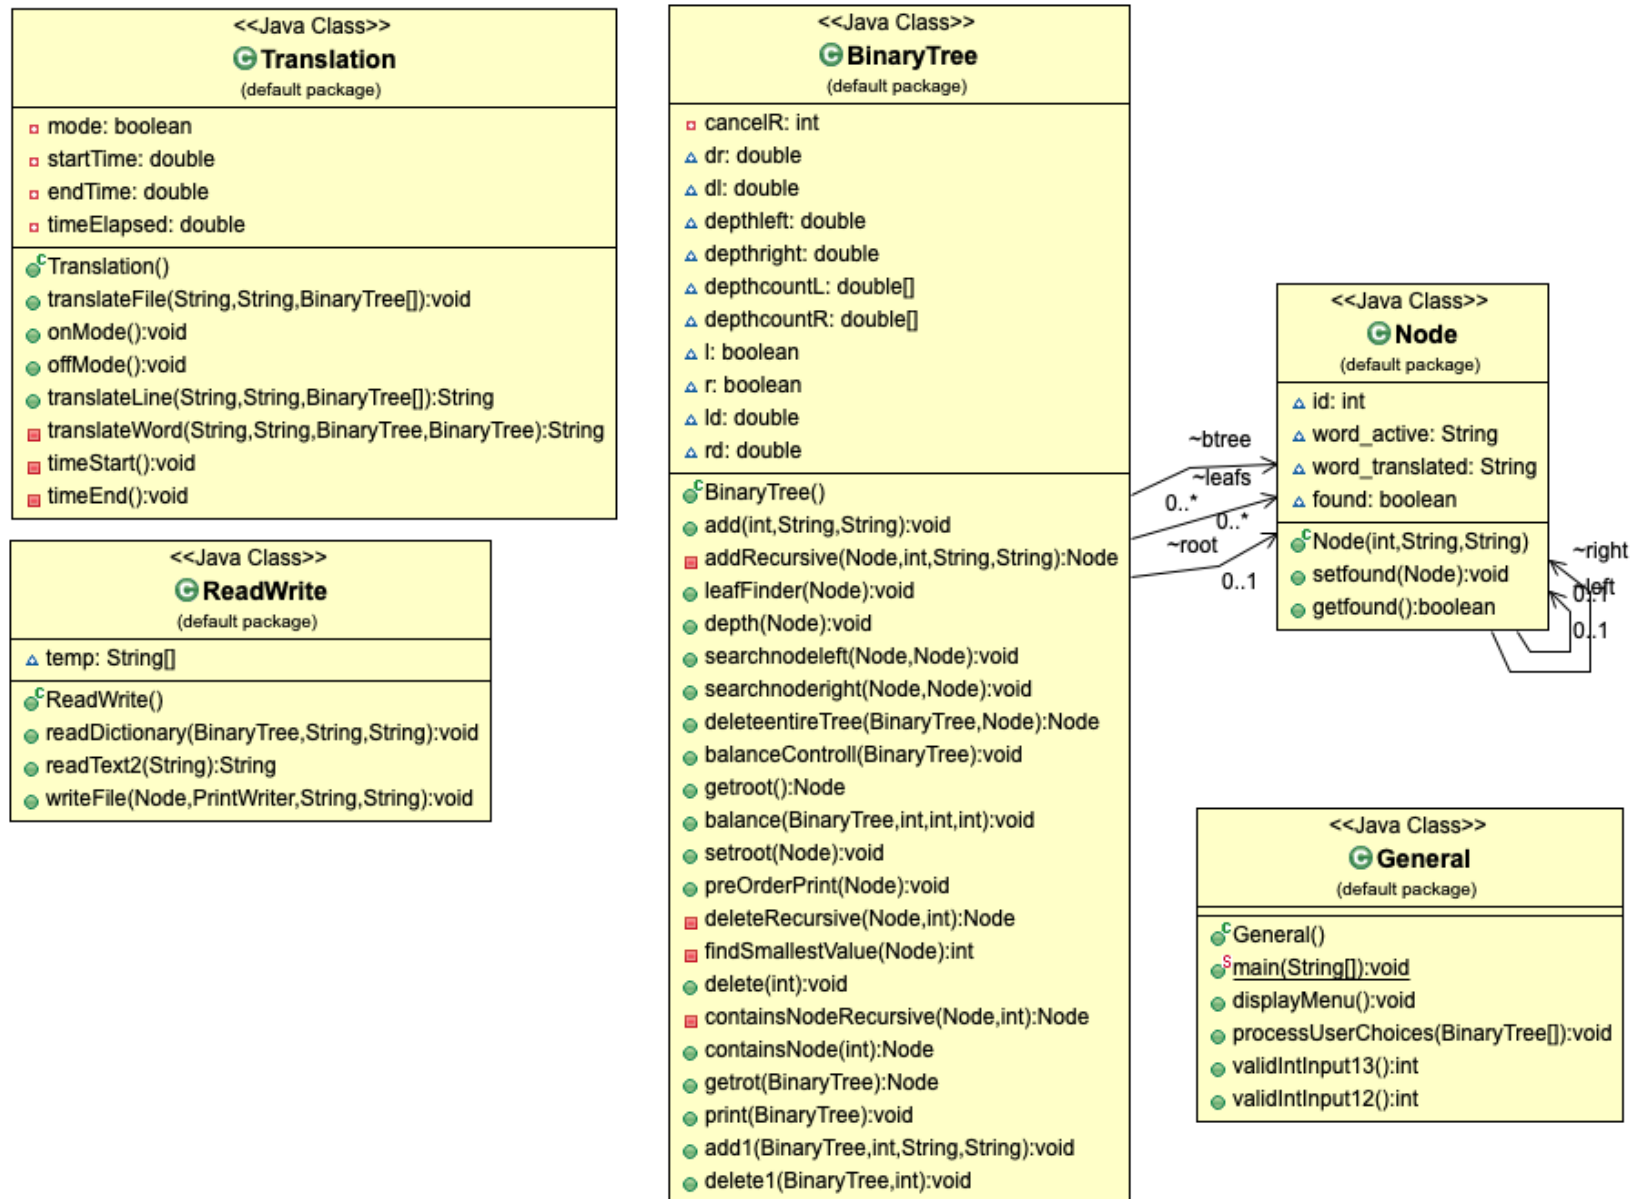 <<Java Class>>
Translation
(default package)
mode: boolean
startTime: double
endTime: double
timeElapsed: double
Translation()
translateFile(String,String,BinaryTree[]):void
onMode():void
offMode():void
translateLine(String,String,BinaryTree[]):String
translateWord(String,String,BinaryTree,BinaryTree):String
timeStart():void
timeEnd():void
<<Java Class>>
ReadWrite
(default package)
temp: String[]
ReadWrite()
readDictionary(BinaryTree,String,String):void
readText2(String):String
writeFile(Node,PrintWriter,String,String):void
<<Java Class>>
BinaryTree
(default package)
cancelR: int
dr: double
dl: double
depthleft: double
depthright: double
depthcountL: double[]
depthcountR: double[]
l: boolean
r: boolean
ld: double
rd: double
BinaryTree()
add(int,String,String):void
addRecursive(Node,int,String,String):Node
leafFinder(Node):void
depth(Node):void
searchnodeleft(Node,Node):void
searchnoderight(Node,Node):void
deleteentireTree(BinaryTree,Node):Node
balanceControll(BinaryTree):void
getroot():Node
balance(BinaryTree,int,int,int):void
setroot(Node):void
preOrderPrint(Node):void
deleteRecursive(Node,int):Node
findSmallestValue(Node):int
delete(int):void
containsNodeRecursive(Node,int):Node
containsNode(int):Node
getrot(BinaryTree):Node
print(BinaryTree):void
add1(BinaryTree,int,String,String):void
delete1(BinaryTree,int):void
~btree
0..*
~leafs
0..*
~root
0..1
<<Java Class>>
Node
(default package)
id: int
word_active: String
word_translated: String
found: boolean
Node(int,String,String)
setfound(Node):void
getfound():boolean
~right
0..1
left
0..1
<<Java Class>>
General
(default package)
General()
main(String[]):void
displayMenu():void
processUserChoices(BinaryTree[]):void
validIntInput13():int
validIntInput12():int